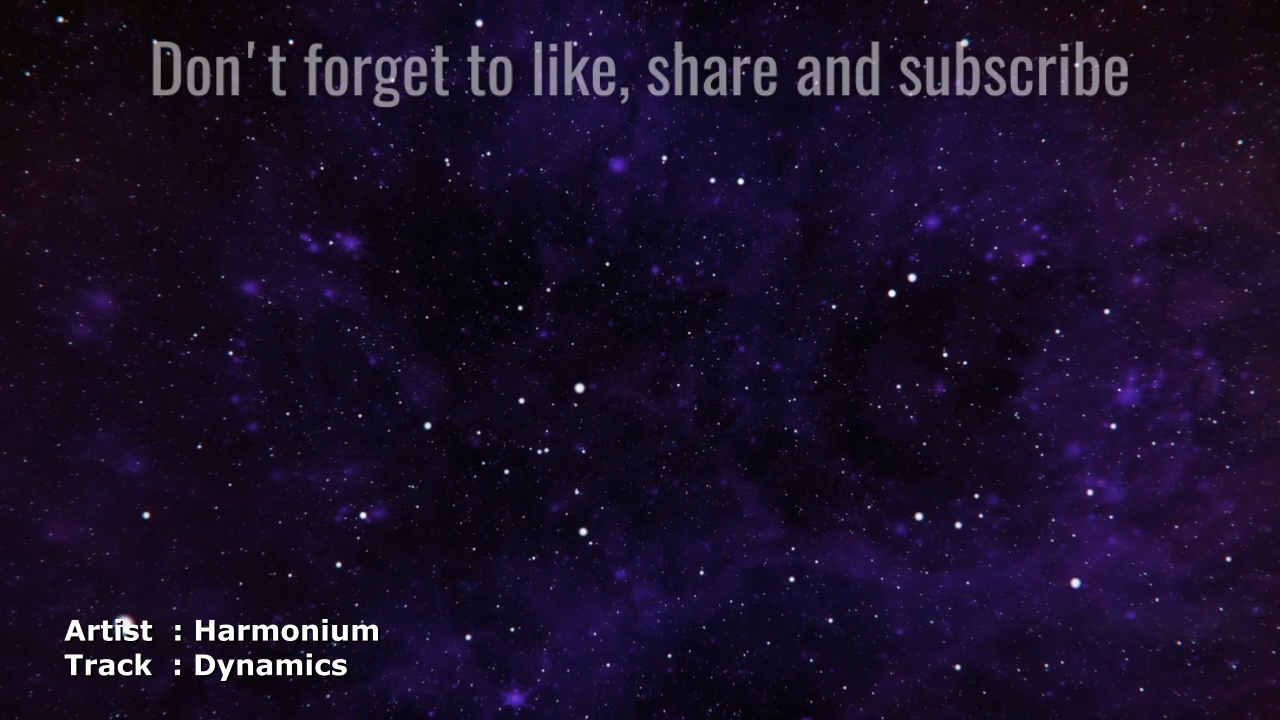 Don't forget to like, share and subscribe
Artist : Harmonium
Track : Dynamics